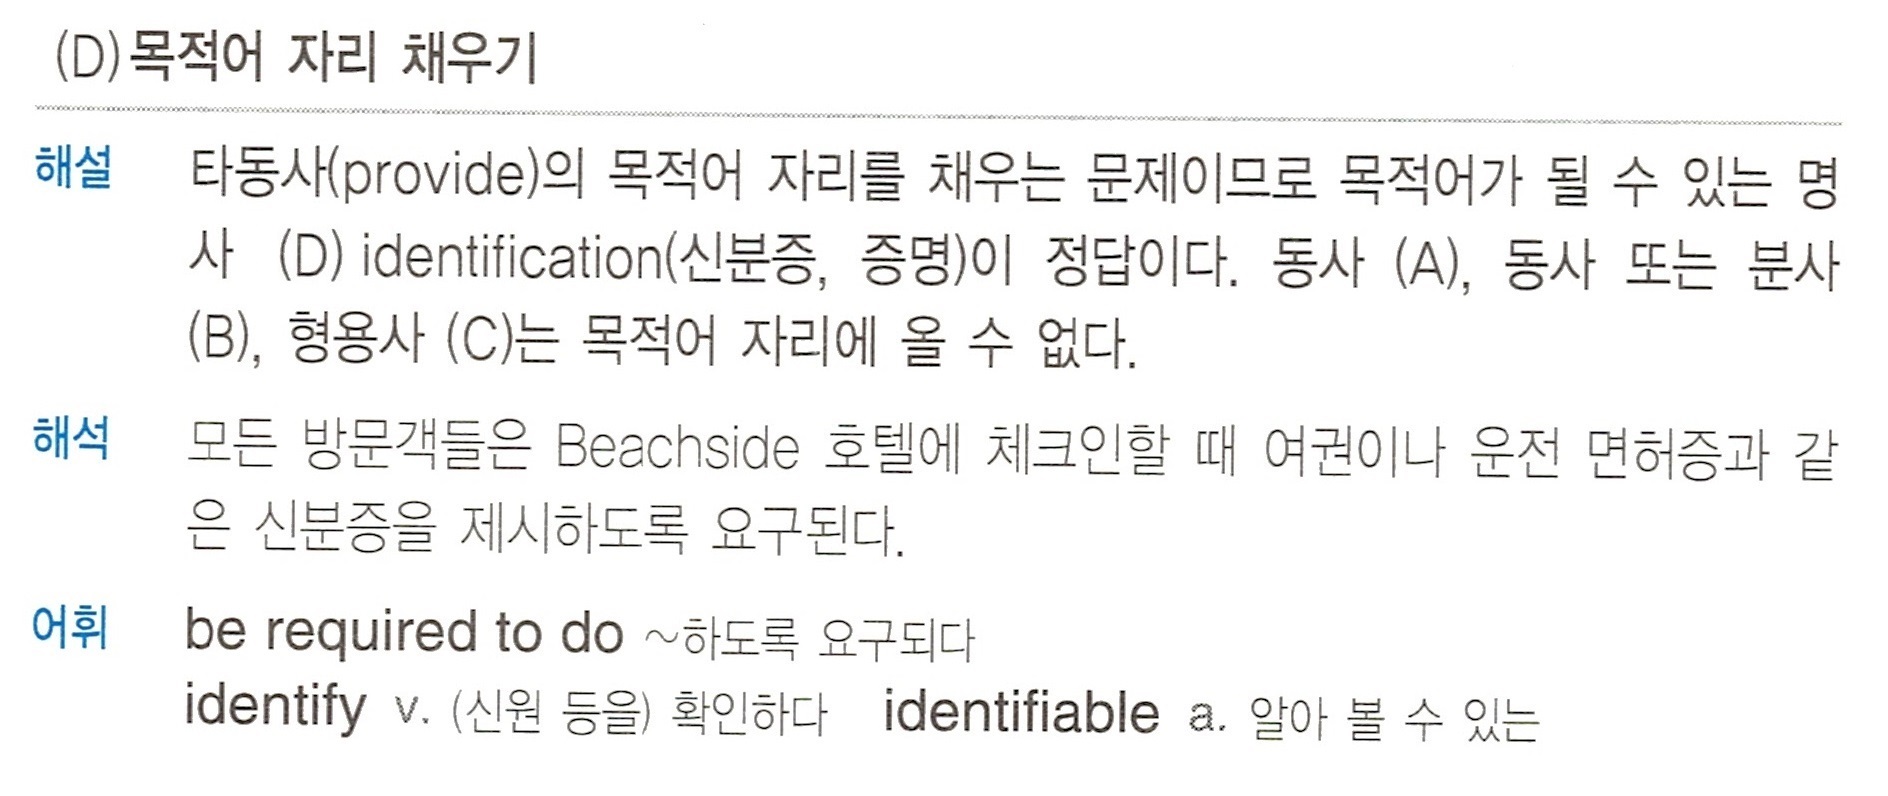 (D) 목적어 자리 채우기
해설 타동사(provide)의 목적어 자리를 채우는 문제이므로 목적어가 될 수 있는 명
사 (D) identification(신분증, 증명)이 정답이다. 동사 (A), 동사 또는 분사
(B), 형용사 (C)는 목적어 자리에 올 수 없다.
해석 모든 방문객들은 Beachside 호텔에 체크인할 때 여권이나 운전 면허증과 같
은 신분증을 제시하도록 요구된다.
어휘 be required to do ~하도록 요구되다
identify v. (신원 등을) 확인하다 identifiable a. 알아 볼 수 있는